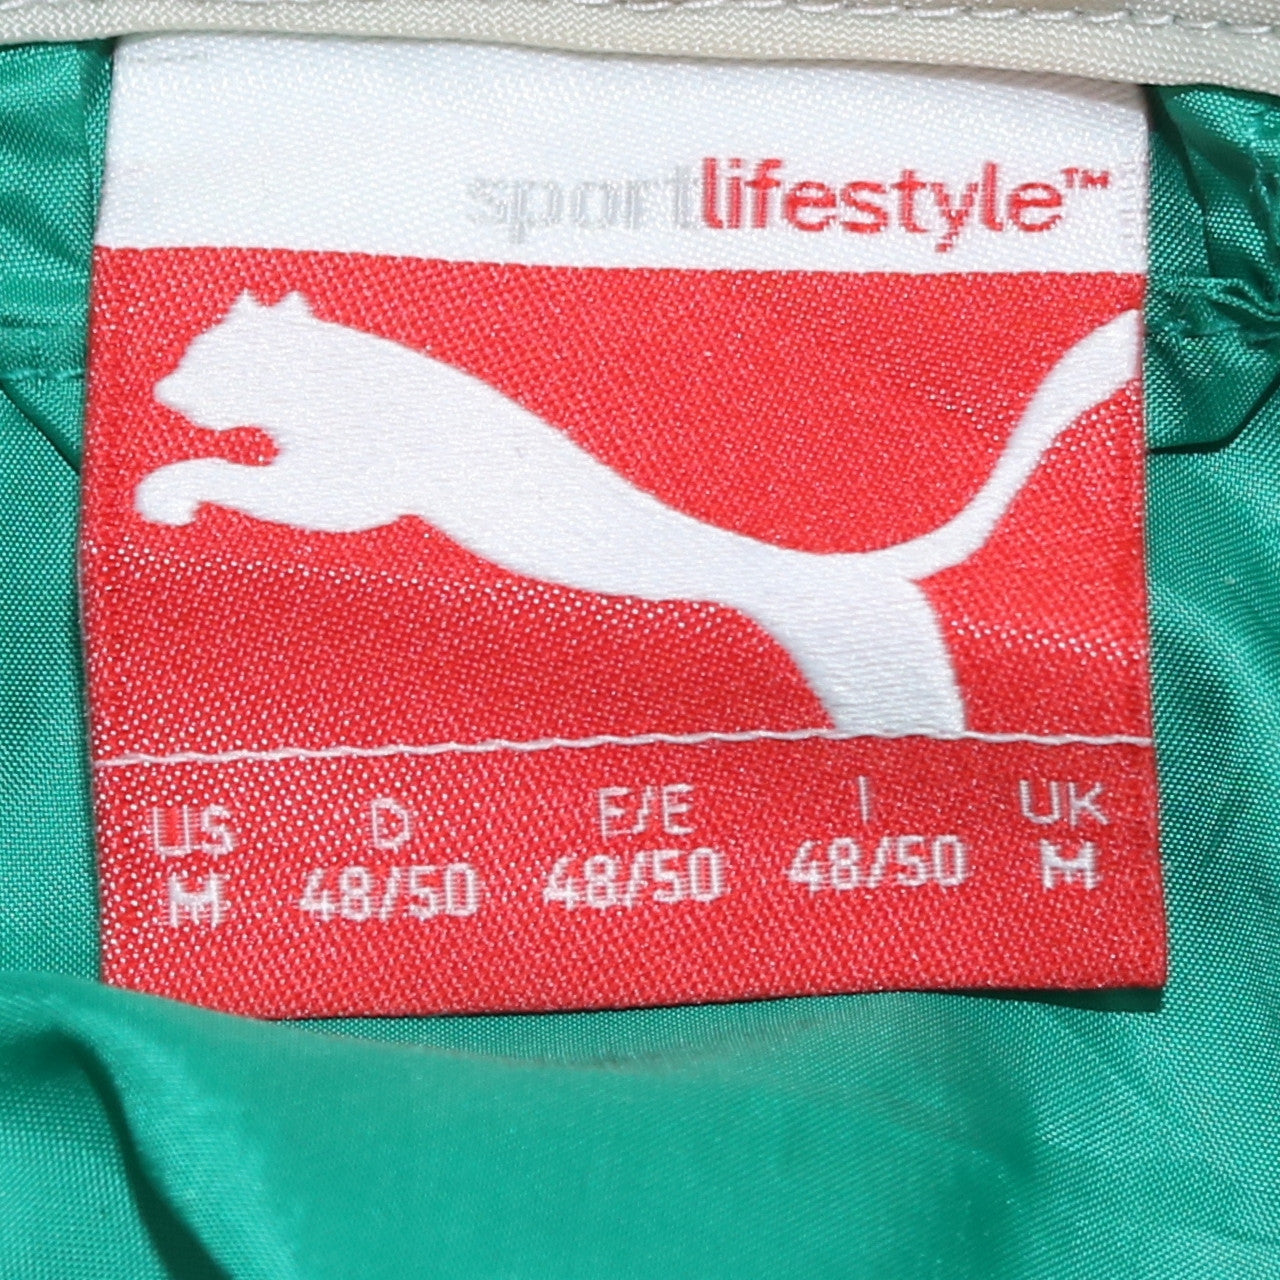 sportlifestyle™
US D F/E I UK
M 48/50 48/50 48/50 M